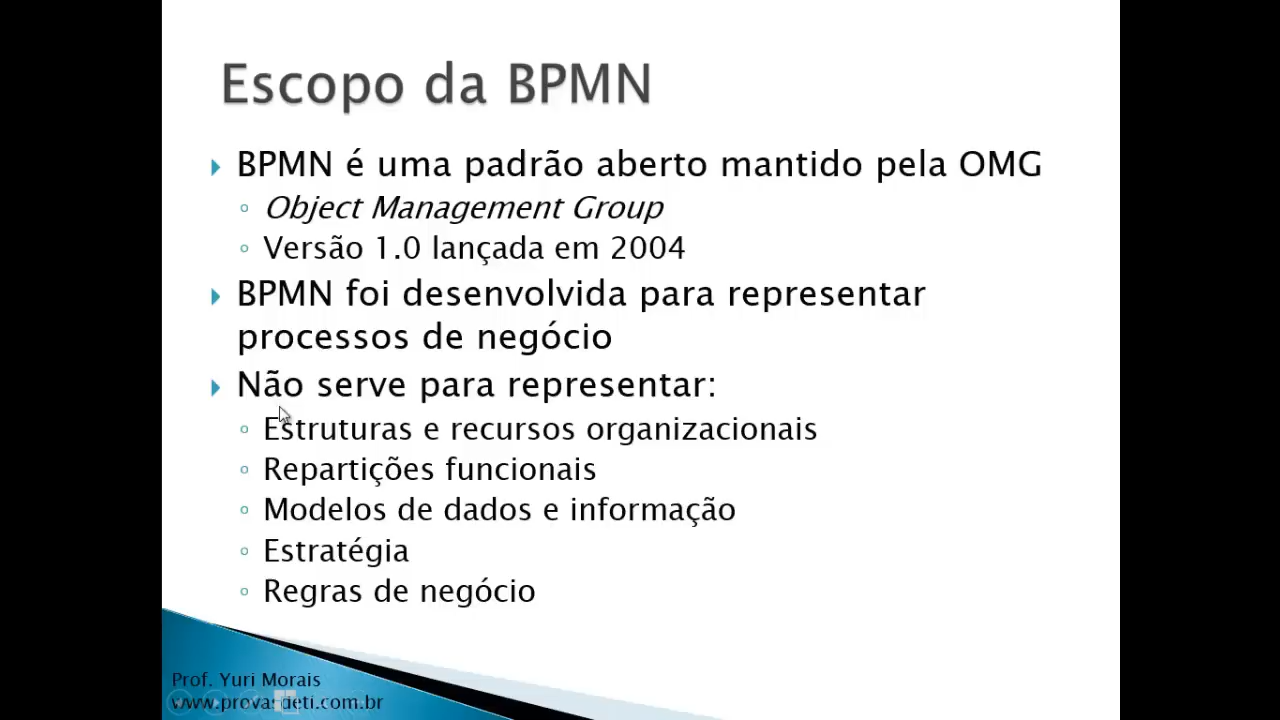 Escopo da BPMN
BPMN é uma padrão aberto mantido pela OMG
Object Management Group
Versão 1.0 lançada em 2004
BPMN foi desenvolvida para representar
processos de negócio
Não serve para representar:
Estruturas e recursos organizacionais
Repartições funcionais
Modelos de dados e informação
Estratégia
Regras de negócio
Prof. Yuri Morais
www.provasdeti.com.br